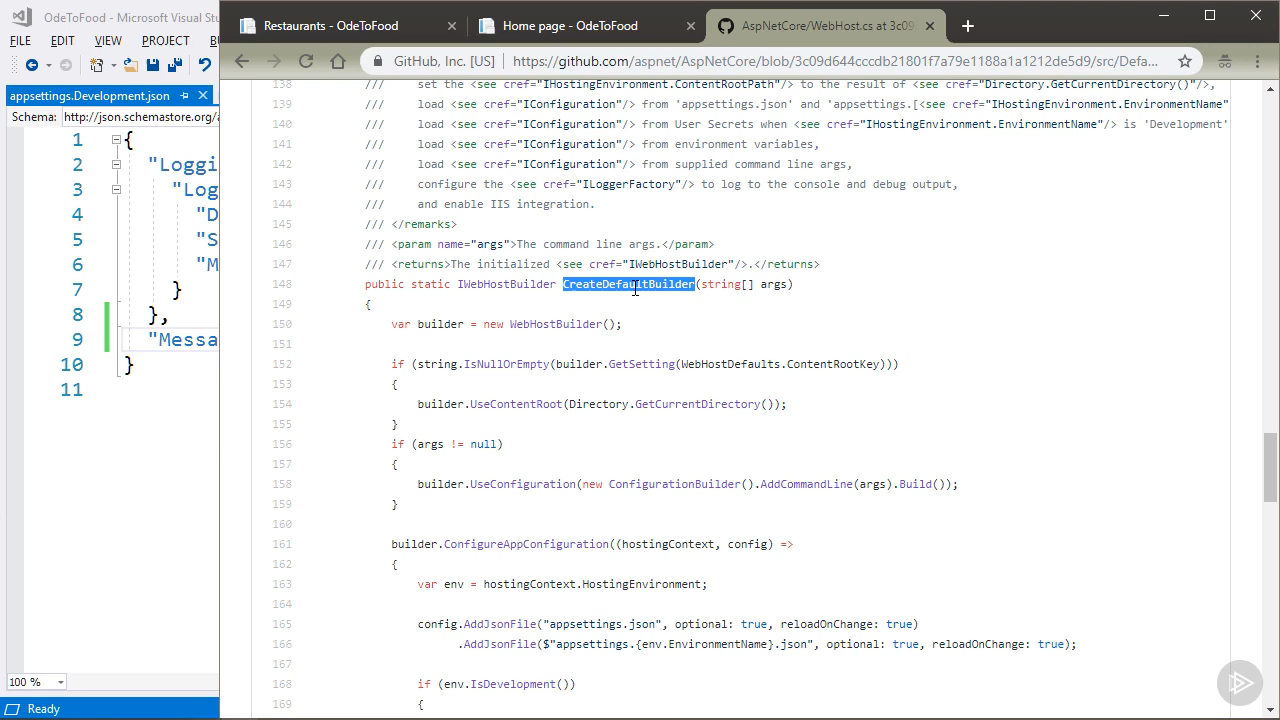 OdeToFood - Microsoft Visual Stu
FILE EDIT VIEW PROJECT
appsettings.Development.json
Schema: http://json.schemastore.org/a
1 {
2 "Loggi
3 "Log
4 "D
5 "S
6 "M
7 }
8 },
9 "Messa
10 }
11
100 %
Ready
Restaurants - OdeToFood
Home page - OdeToFood
AspNetCore/WebHost.cs at 3c09
GitHub, Inc. [US] https://github.com/aspnet/AspNetCore/blob/3c09d644cca0b21801f7a79e1188a1a1212de5d9/src/Defa...
138 /// set the <see cref="IHostingEnvironment.ContentRootPath"/> to the result of <see cref="Directory.GetCurrentDirectory()"/>,
139 /// load <see cref="IConfiguration"/> from 'appsettings.json' and 'appsettings.[<see cref="IHostingEnvironment.EnvironmentName"
140 /// load <see cref="IConfiguration"/> from User Secrets when <see cref="IHostingEnvironment.EnvironmentName"/> is 'Development'
141 /// load <see cref="IConfiguration"/> from environment variables,
142 /// load <see cref="IConfiguration"/> from supplied command line args,
143 /// configure the <see cref="ILoggerFactory"/> to log to the console and debug output,
144 /// and enable IIS integration.
145 /// </remarks>
146 /// <param name="args">The command line args.</param>
147 /// <returns>The initialized <see cref="IWebHostBuilder"/>.</returns>
148 public static IWebHostBuilder CreateDefaultBuilder(string[] args)
149 {
150 var builder = new WebHostBuilder();
151
152 if (string.IsNullOrEmpty(builder.GetSetting(WebHostDefaults.ContentRootKey)))
153 {
154 builder.UseContentRoot(Directory.GetCurrentDirectory());
155 }
156 if (args != null)
157 {
158 builder.UseConfiguration(new ConfigurationBuilder().AddCommandLine(args).Build());
159 }
160
161 builder.ConfigureAppConfiguration((hostingContext, config) =>
162 {
163 var env = hostingContext.HostingEnvironment;
164
165 config.AddJsonFile("appsettings.json", optional: true, reloadOnChange: true)
166 .AddJsonFile($"appsettings.{env.EnvironmentName}.json", optional: true, reloadOnChange: true);
167
168 if (env.IsDevelopment())
169 {